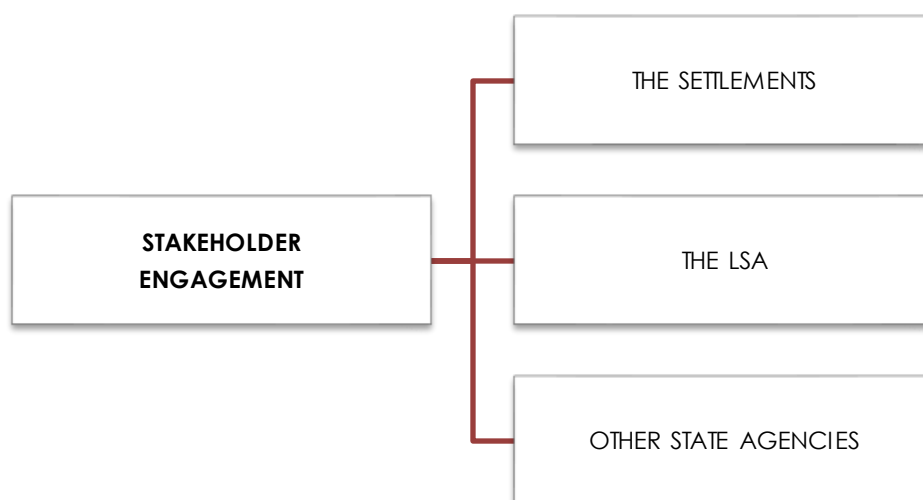 THE SETTLEMENTS
STAKEHOLDER
ENGAGEMENT
THE LSA
OTHER STATE AGENCIES